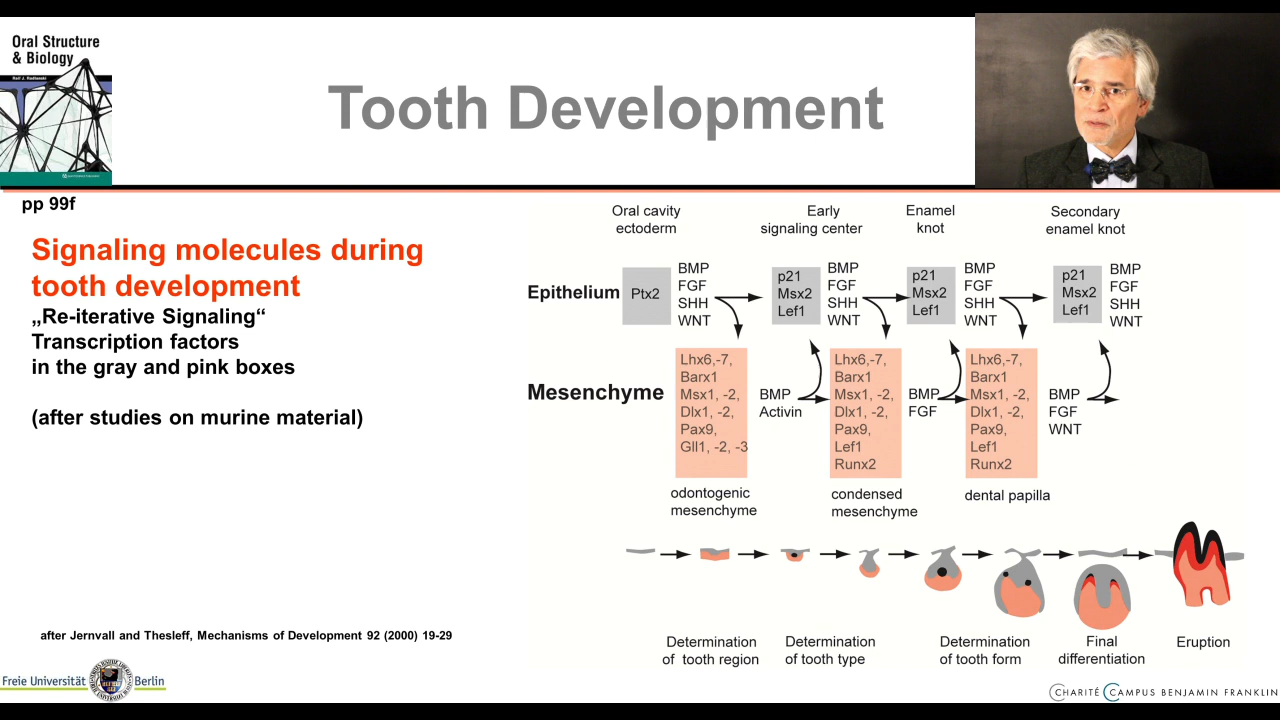 Oral Structure
& Biology
Ralf J. Radlanski
Tooth Development
pp 99f
Signaling molecules during
tooth development
„Re-iterative Signaling“
Transcription factors
in the gray and pink boxes
(after studies on murine material)
after Jernvall and Thesleff, Mechanisms of Development 92 (2000) 19-29
Oral cavity
ectoderm
Early
signaling center
Enamel
knot
Secondary
enamel knot
Epithelium
Ptx2
BMP
FGF
SHH
WNT
p21
Msx2
Lef1
BMP
FGF
SHH
WNT
p21
Msx2
Lef1
BMP
FGF
SHH
WNT
p21
Msx2
Lef1
BMP
FGF
SHH
WNT
Mesenchyme
Lhx6,-7,
Barx1
Msx1, -2,
Dlx1, -2,
Pax9,
Gll1, -2, -3
BMP
Activin
Lhx6,-7,
Barx1
Msx1, -2,
Dlx1, -2,
Pax9,
Lef1
Runx2
BMP
FGF
Lhx6,-7,
Barx1
Msx1, -2,
Dlx1, -2,
Pax9,
Lef1
Runx2
BMP
FGF
WNT
odontogenic
mesenchyme
condensed
mesenchyme
dental papilla
Determination
of tooth region
Determination
of tooth type
Determination
of tooth form
Final
differentiation
Eruption
Freie Universität Berlin
CHARITÉ CAMPUS BENJAMIN FRANKLIN